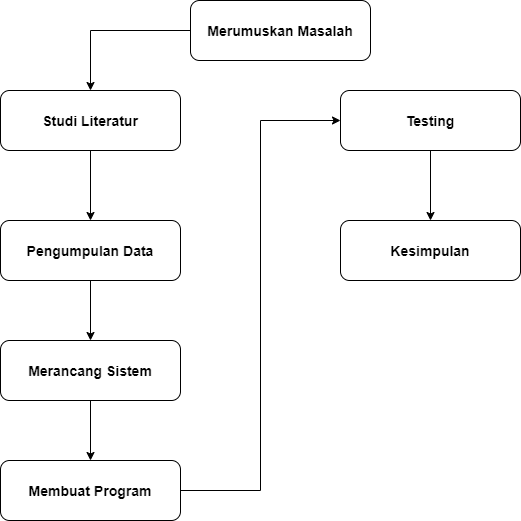 Merumuskan Masalah
Studi Literatur
Pengumpulan Data
Merancang Sistem
Membuat Program
Testing
Kesimpulan